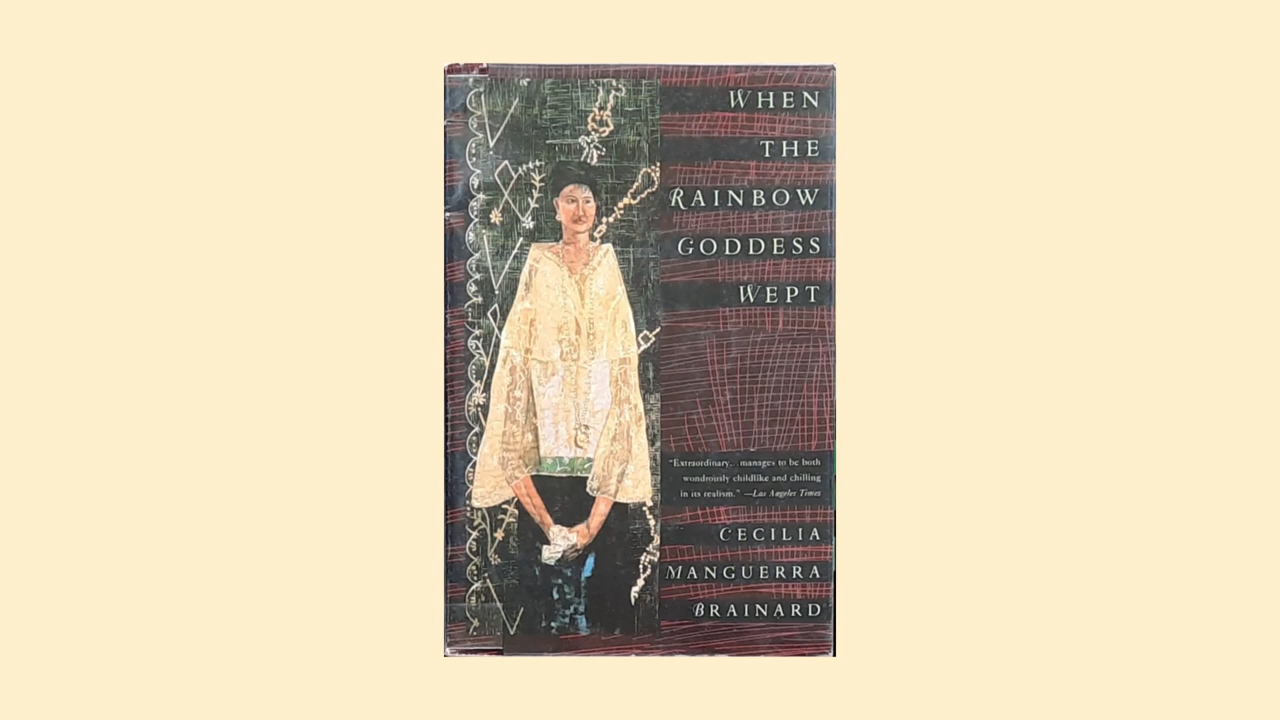 WHEN
THE
RAINBOW
GODDESS
WEPT
"Extraordinary...manages to be both
wondrously childlike and chilling
in its realism." —Los Angeles Times
CECILIA
MANGUERRA
BRAINARD